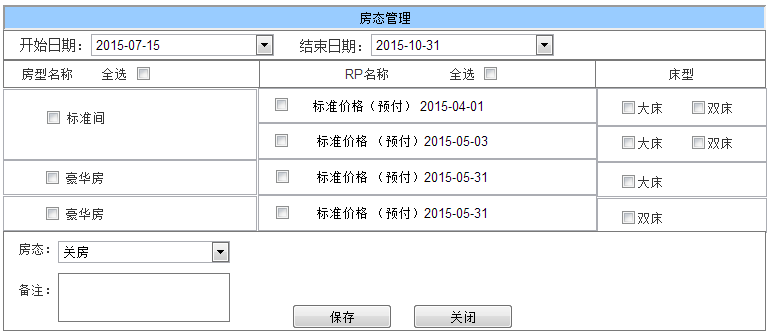 房态管理
开始日期： 2015-07-15 结束日期： 2015-10-31
房型名称 全选 RP名称 全选 床型
标准间 标准价格（预付） 2015-04-01 大床 双床
标准价格 （预付）2015-05-03 大床 双床
豪华房 标准价格 （预付）2015-05-31 大床
豪华房 标准价格 （预付）2015-05-31 双床
房态： 关房
备注：
保存 关闭